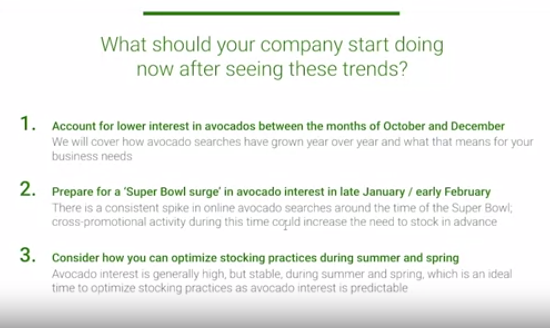 What should your company start doing
now after seeing these trends?
1. Account for lower interest in avocados between the months of October and December
We will cover how avocado searches have grown year over year and what that means for your
business needs
2. Prepare for a 'Super Bowl surge' in avocado interest in late January / early February
There is a consistent spike in online avocado searches around the time of the Super Bowl;
cross-promotional activity during this time could increase the need to stock in advance
3. Consider how you can optimize stocking practices during summer and spring
Avocado interest is generally high, but stable, during summer and spring, which is an ideal
time to optimize stocking practices as avocado interest is predictable